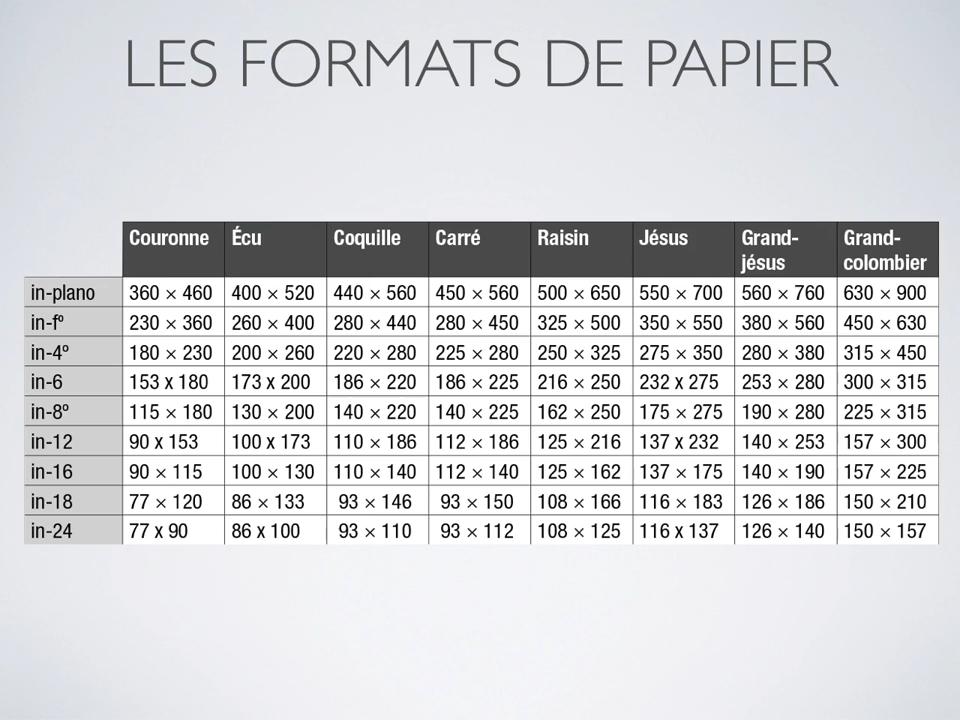 LES FORMATS DE PAPIER
Couronne Écu Coquille Carré Raisin Jésus Grand-jésus Grand-colombier
in-plano 360 × 460 400 × 520 440 × 560 450 × 560 500 × 650 550 × 700 560 × 760 630 × 900
in-fº 230 × 360 260 × 400 280 × 440 280 × 450 325 × 500 350 × 550 380 × 560 450 × 630
in-4º 180 × 230 200 × 260 220 × 280 225 × 280 250 × 325 275 × 350 280 × 380 315 × 450
in-6 153 x 180 173 x 200 186 × 220 186 × 225 216 × 250 232 x 275 253 × 280 300 × 315
in-8º 115 × 180 130 × 200 140 × 220 140 × 225 162 × 250 175 × 275 190 × 280 225 × 315
in-12 90 x 153 100 x 173 110 × 186 112 × 186 125 × 216 137 x 232 140 × 253 157 × 300
in-16 90 × 115 100 × 130 110 × 140 112 × 140 125 × 162 137 × 175 140 × 190 157 × 225
in-18 77 × 120 86 × 133 93 × 146 93 × 150 108 × 166 116 × 183 126 × 186 150 × 210
in-24 77 x 90 86 x 100 93 × 110 93 × 112 108 × 125 116 x 137 126 × 140 150 × 157